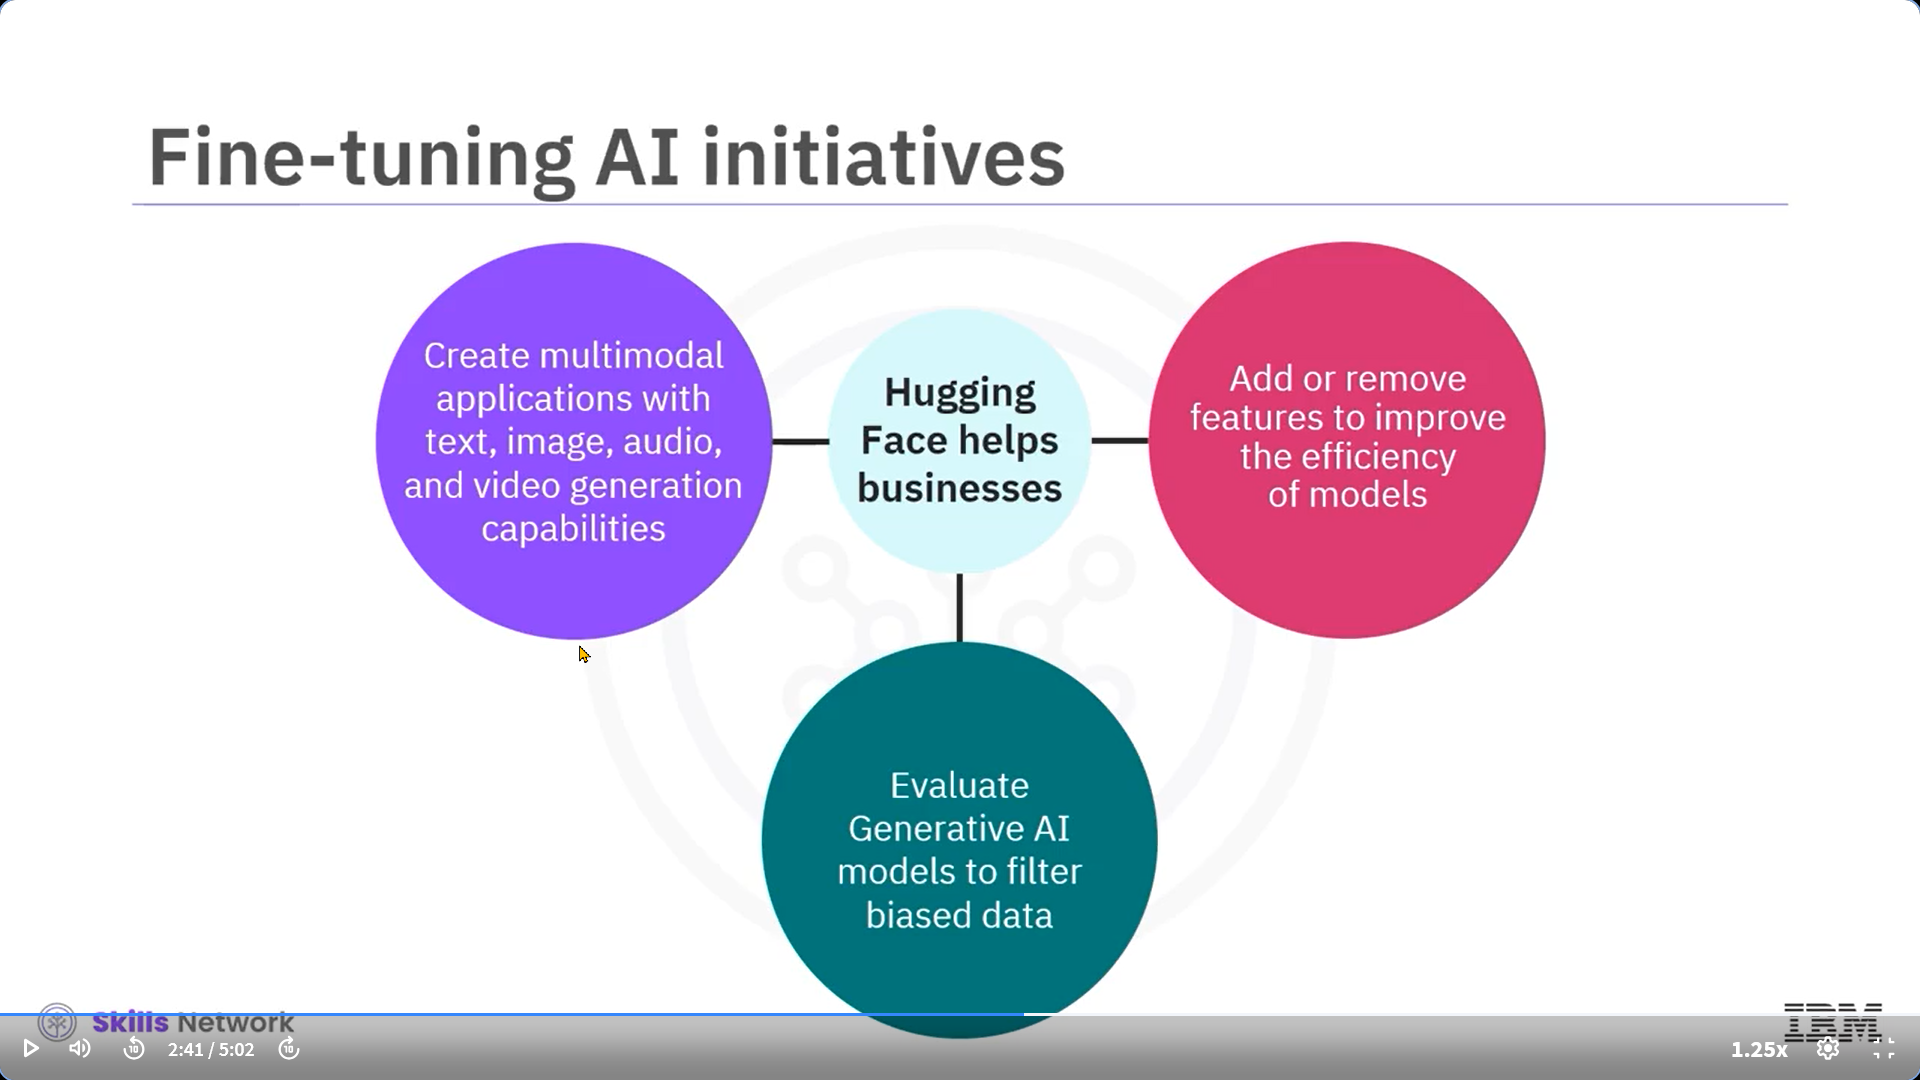 Fine-tuning AI initiatives
Create multimodal
applications with
text, image, audio,
and video generation
capabilities
Hugging
Face helps
businesses
Add or remove
features to improve
the efficiency
of models
Evaluate
Generative AI
models to filter
biased data
Skills Network
IBM
10
2:41 / 5:02
10
1.25x